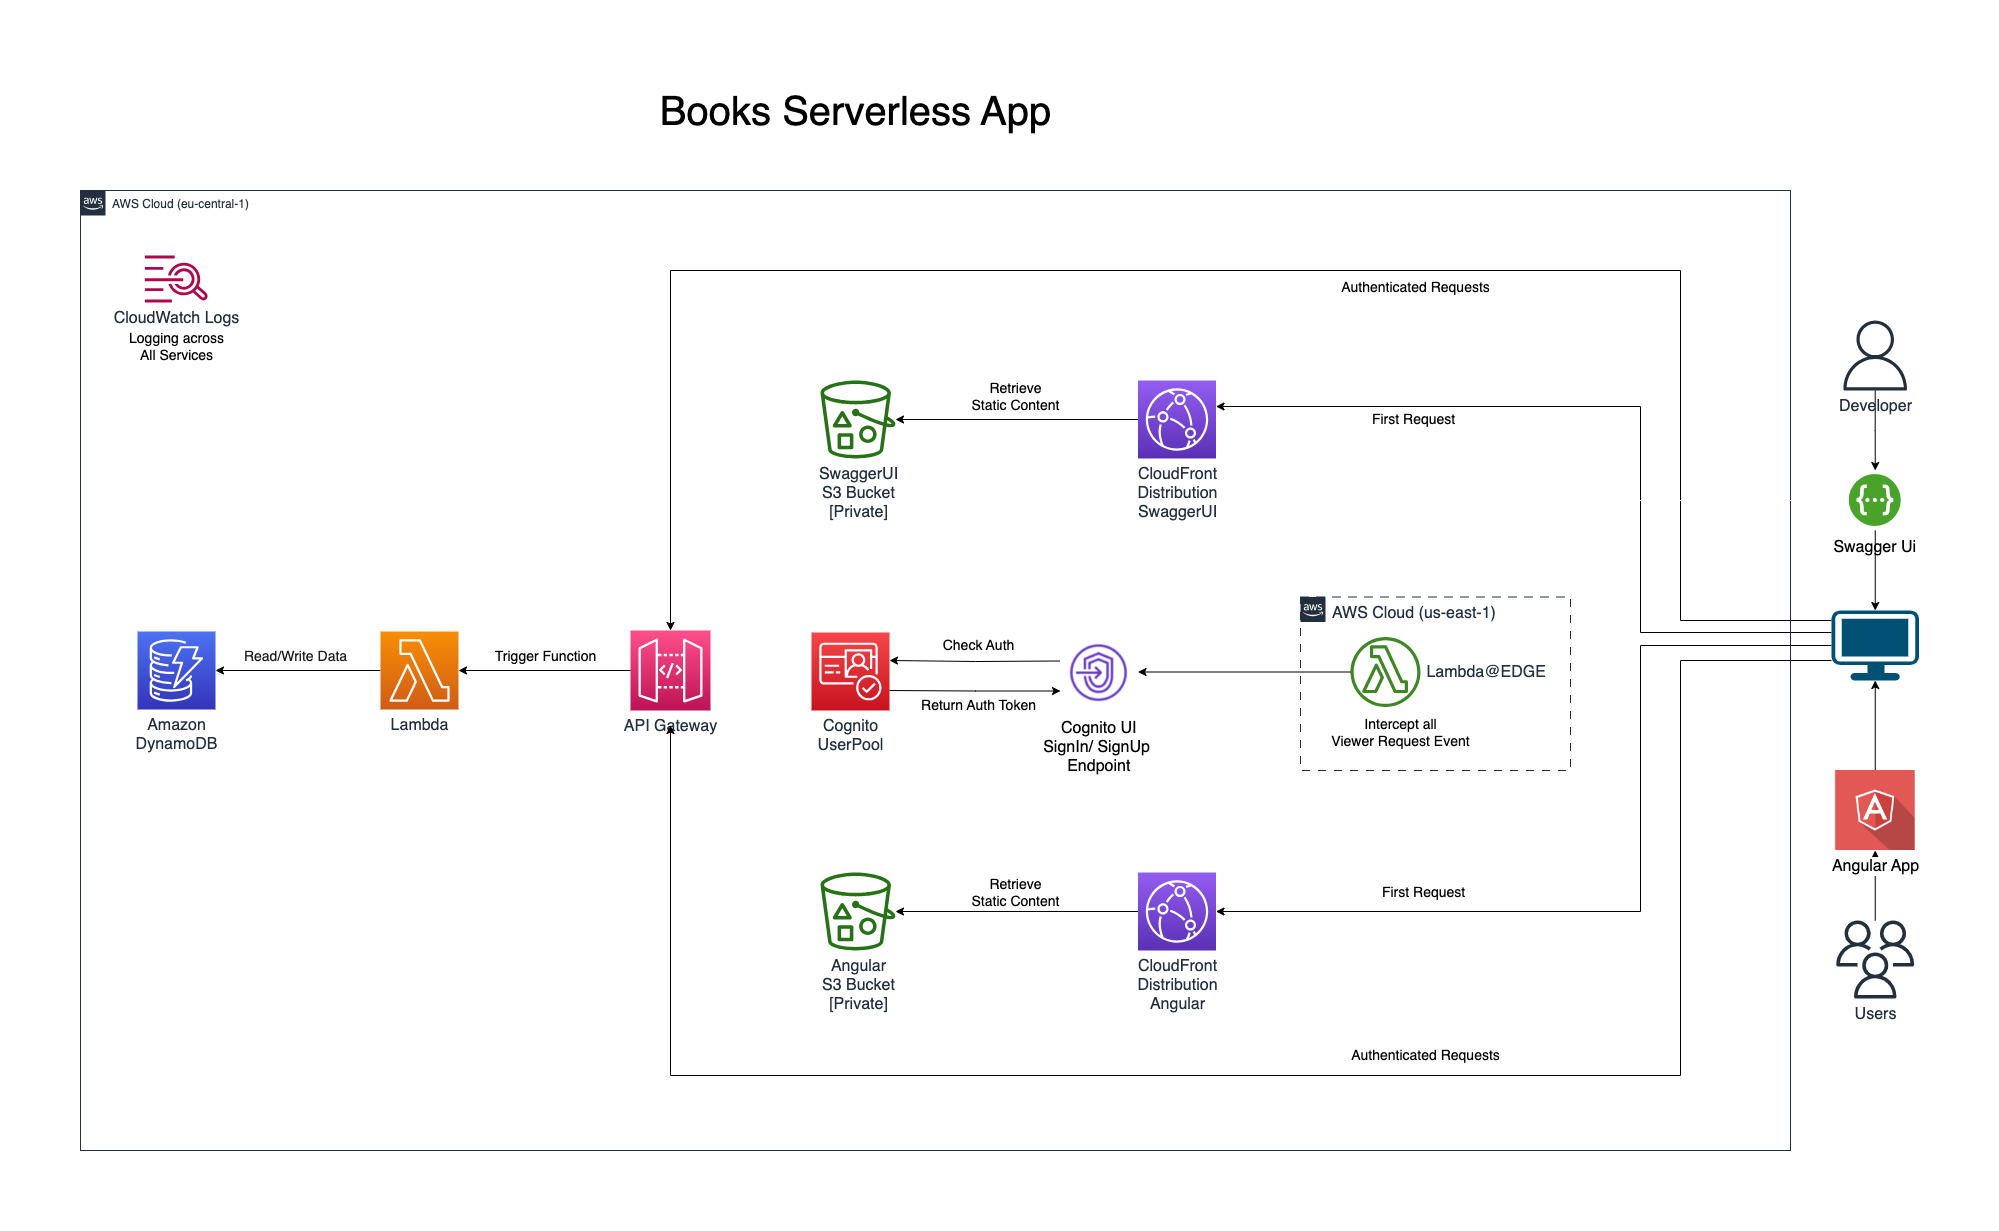 Books Serverless App
aws
AWS Cloud (eu-central-1)
CloudWatch Logs
Logging across
All Services
Authenticated Requests
Developer
Retrieve
Static Content
First Request
SwaggerUI
S3 Bucket
[Private]
CloudFront
Distribution
SwaggerUI
{...}
Swagger Ui
aws
AWS Cloud (us-east-1)
Read/Write Data
Trigger Function
</>
Check Auth
Return Auth Token
Lambda@EDGE
Intercept all
Viewer Request Event
Amazon
DynamoDB
Lambda
API Gateway
Cognito
UserPool
Cognito UI
SignIn/ SignUp
Endpoint
A
Angular App
Retrieve
Static Content
First Request
Angular
S3 Bucket
[Private]
CloudFront
Distribution
Angular
Users
Authenticated Requests